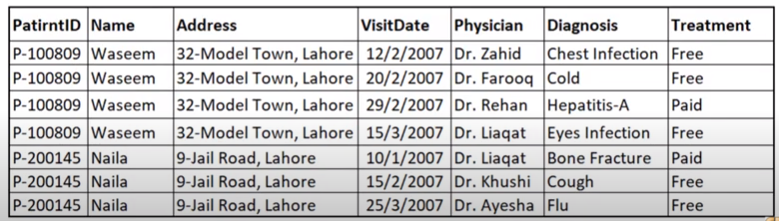 PatirntID Name Address VisitDate Physician Diagnosis Treatment
P-100809 Waseem 32-Model Town, Lahore 12/2/2007 Dr. Zahid Chest Infection Free
P-100809 Waseem 32-Model Town, Lahore 20/2/2007 Dr. Farooq Cold Free
P-100809 Waseem 32-Model Town, Lahore 29/2/2007 Dr. Rehan Hepatitis-A Paid
P-100809 Waseem 32-Model Town, Lahore 15/3/2007 Dr. Liaqat Eyes Infection Free
P-200145 Naila 9-Jail Road, Lahore 10/1/2007 Dr. Liaqat Bone Fracture Paid
P-200145 Naila 9-Jail Road, Lahore 15/2/2007 Dr. Khushi Cough Free
P-200145 Naila 9-Jail Road, Lahore 25/3/2007 Dr. Ayesha Flu Free